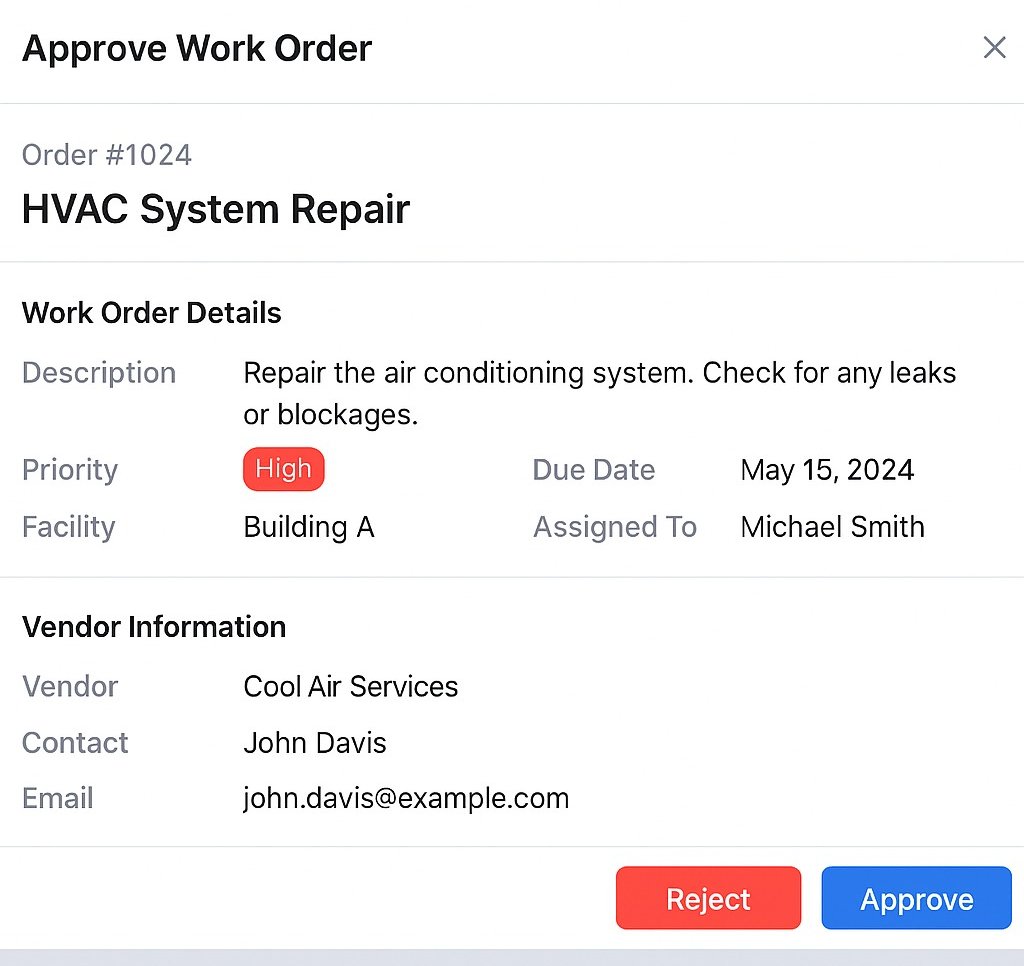 Approve Work Order
Order #1024
HVAC System Repair
Work Order Details
Description Repair the air conditioning system. Check for any leaks
or blockages.
Priority High Due Date May 15, 2024
Facility Building A Assigned To Michael Smith
Vendor Information
Vendor Cool Air Services
Contact John Davis
Email john.davis@example.com
Reject Approve